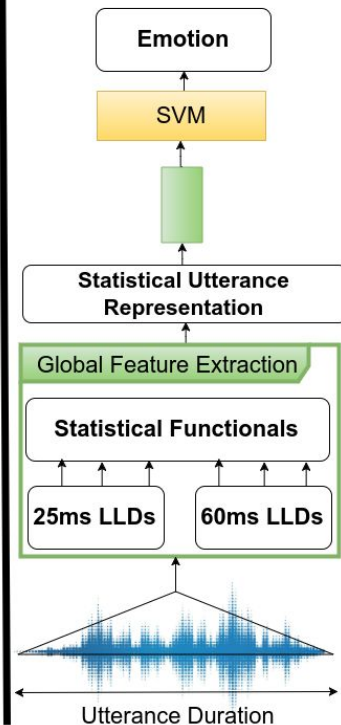 Emotion
SVM
Statistical Utterance
Representation
Global Feature Extraction
Statistical Functionals
25ms LLDs
60ms LLDs
Utterance Duration